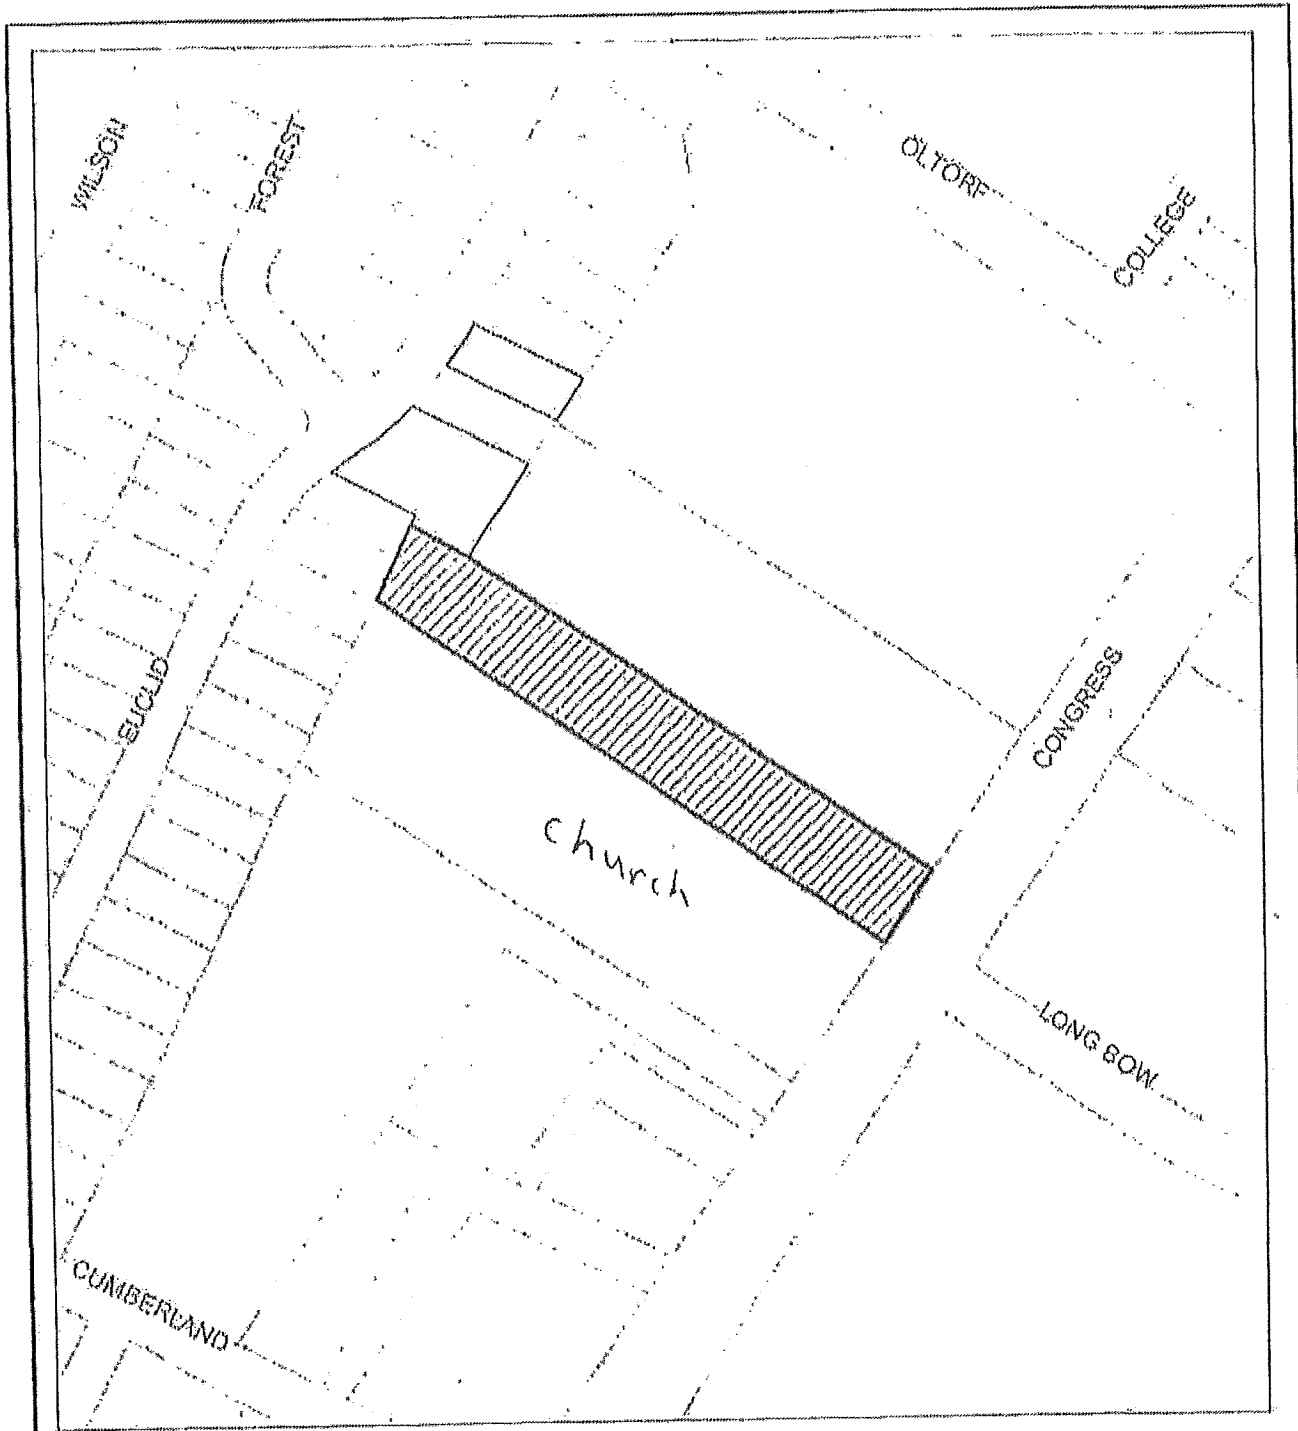 WILSON
FOREST
OLTORF
COLLEGE
EUCLID
CONGRESS
church
LONG BOW
CUMBERLAND